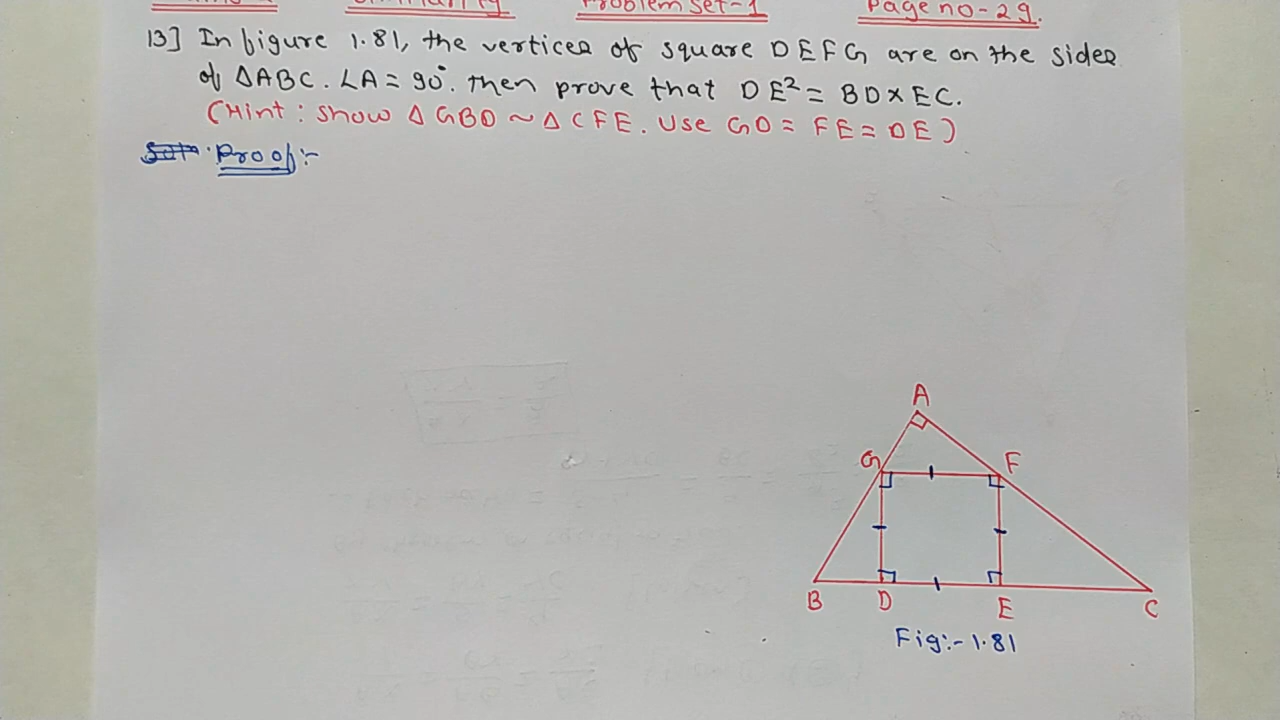 Problem Set-1 Page no-29.
13] In figure 1.81, the vertices of square DEFG are on the sides
of ΔABC. ∠A = 90°. then prove that DE² = BD × EC.
(Hint : show Δ GBD ~ Δ CFE. Use GD = FE = DE)
Proof:-
A
G F
B D E C
Fig:-1.81